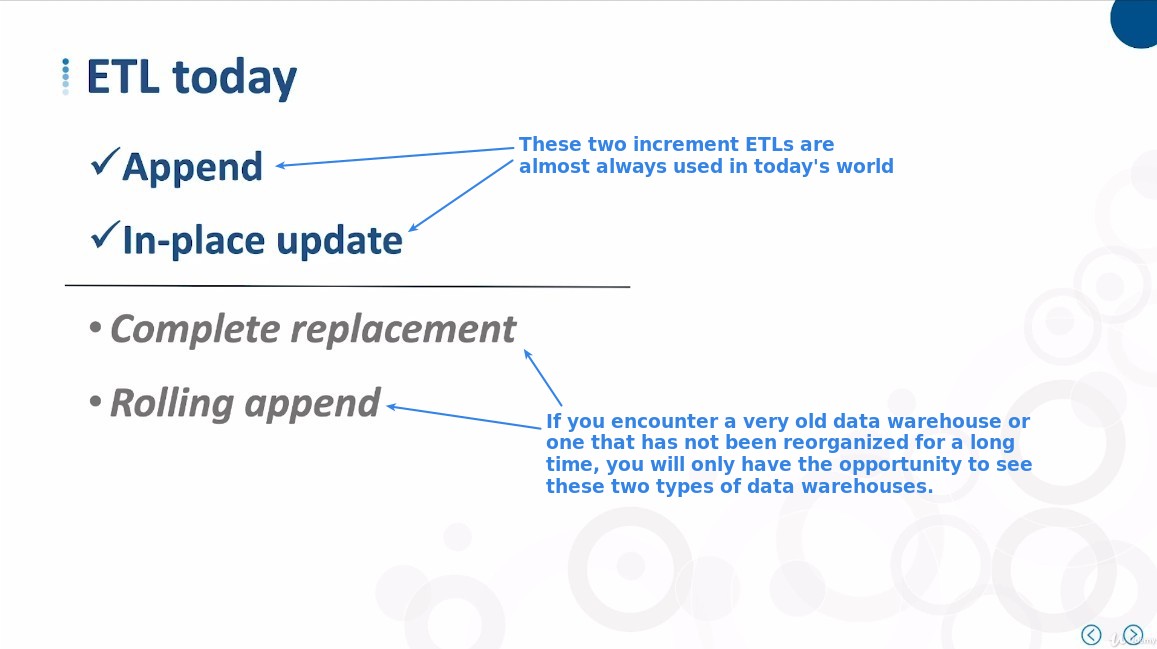 ETL today
✓Append
These two increment ETLs are
almost always used in today's world
✓In-place update
• Complete replacement
• Rolling append
If you encounter a very old data warehouse or
one that has not been reorganized for a long
time, you will only have the opportunity to see
these two types of data warehouses.